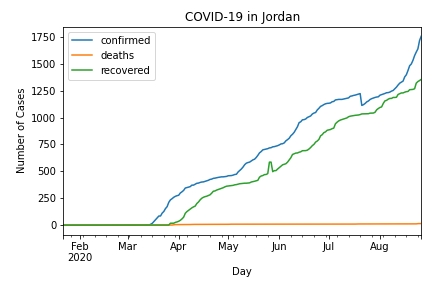 COVID-19 in Jordan
confirmed
deaths
recovered
Number of Cases
1750
1500
1250
1000
750
500
250
0
Feb Mar Apr May Jun Jul Aug
2020
Day